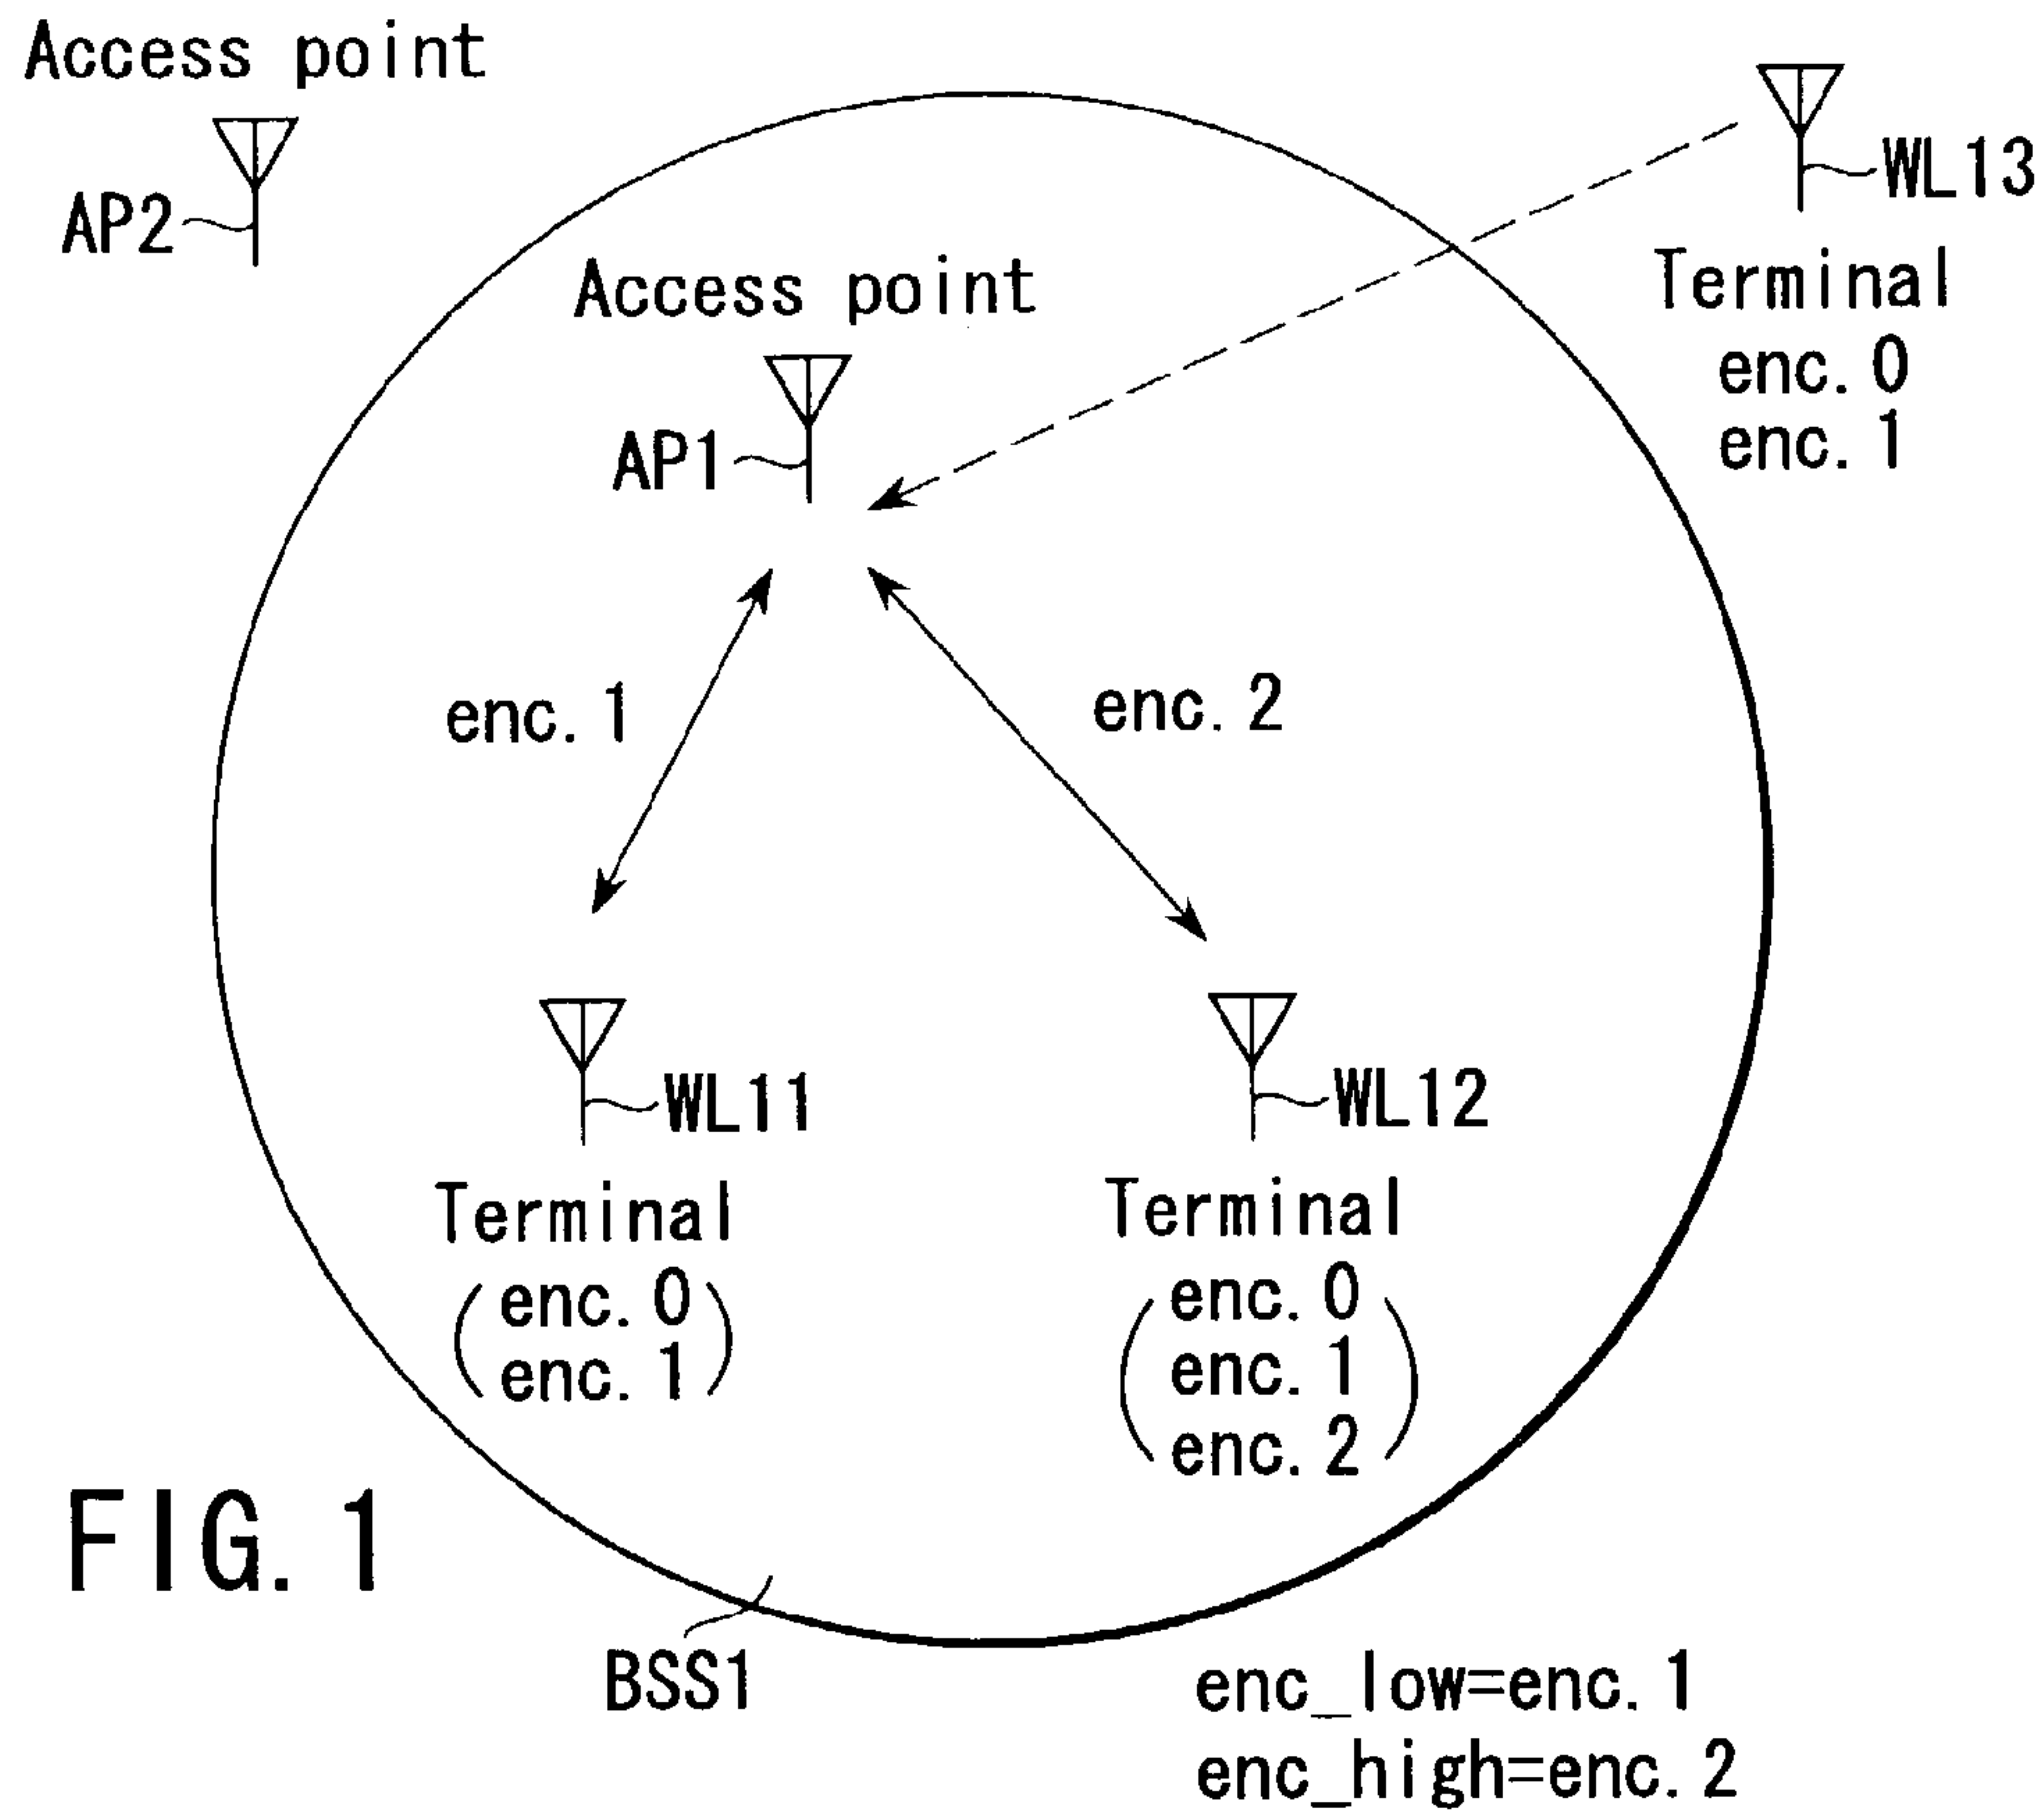 Access point
AP2
WL13
Terminal
enc. 0
enc. 1
Access point
AP1
enc. 1
enc. 2
WL11
Terminal
enc. 0
enc. 1
WL12
Terminal
enc. 0
enc. 1
enc. 2
FIG. 1
BSS1
enc_low=enc. 1
enc_high=enc. 2